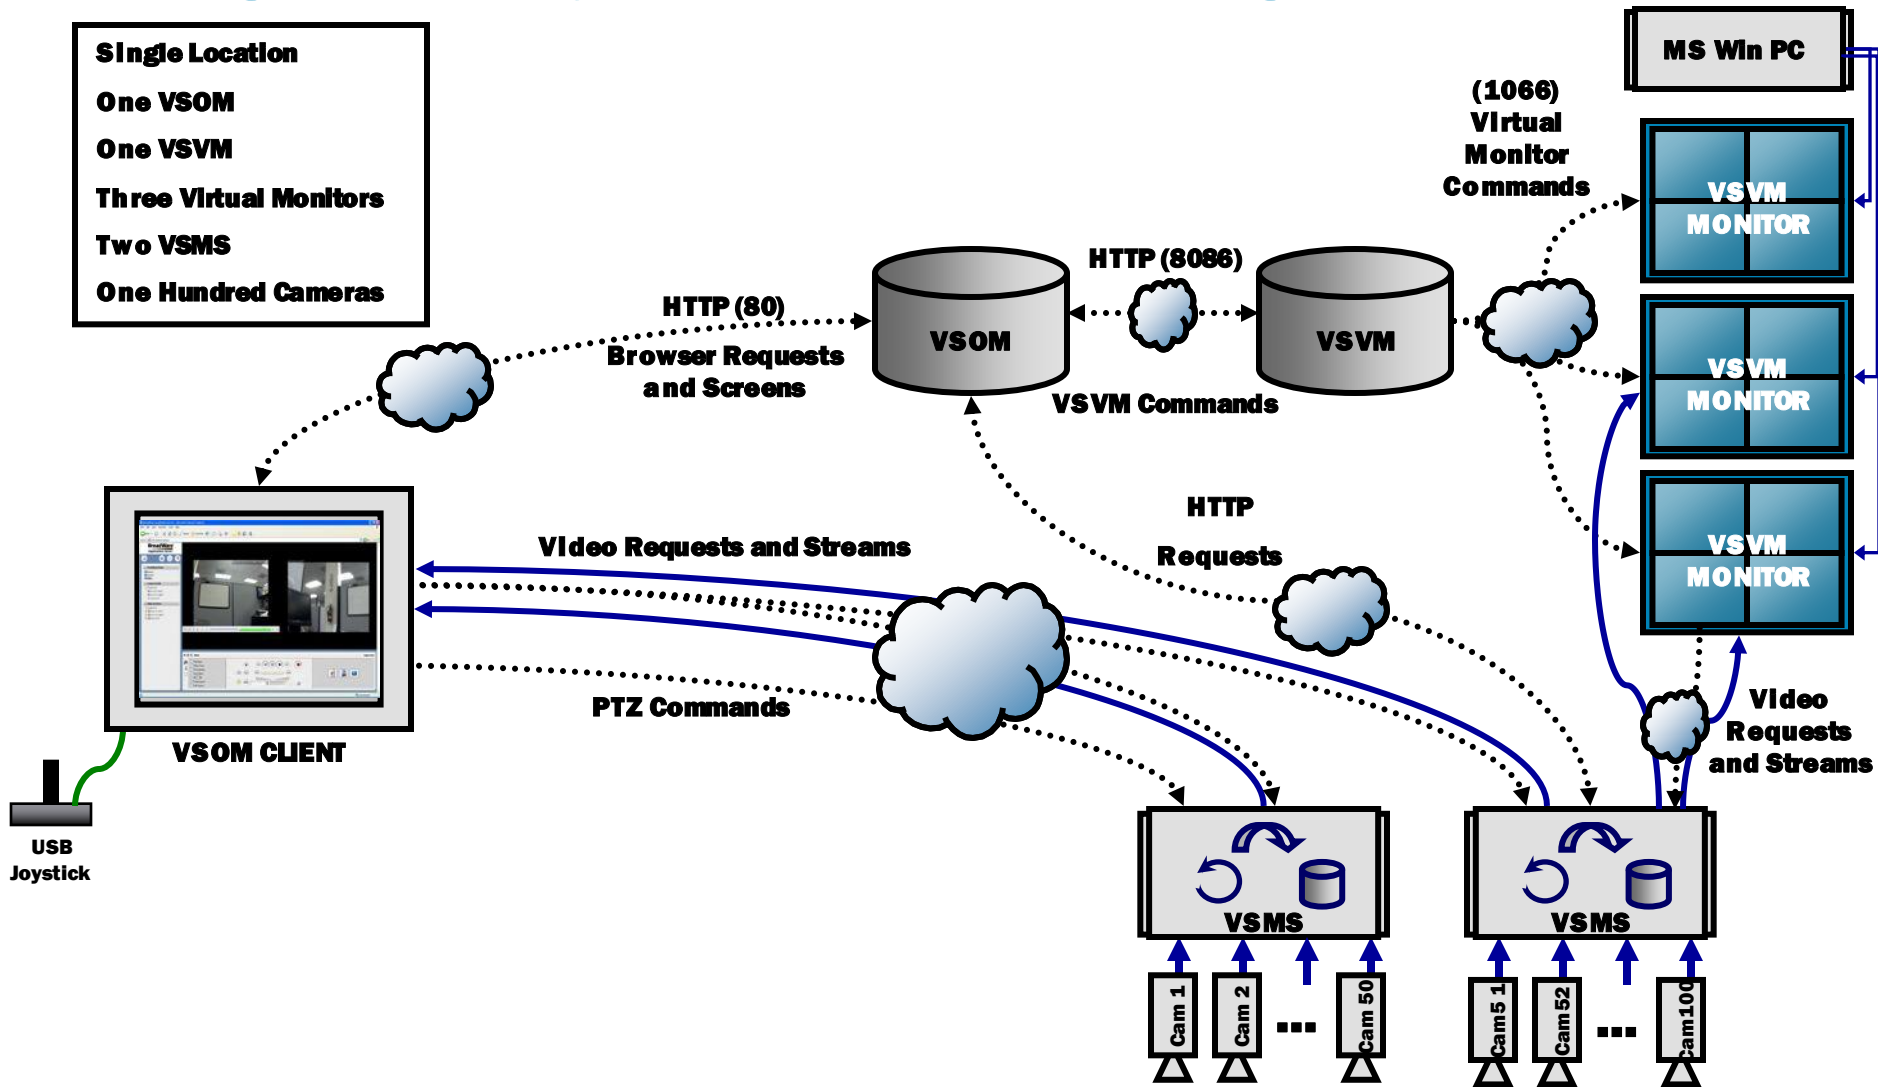 Single Location
One VSOM
One VSVM
Three Virtual Monitors
Two VSMS
One Hundred Cameras
MS Win PC
(1066)
Virtual
Monitor
Commands
VSVM
MONITOR
HTTP (8086)
HTTP (80)
VSOM
VSVM
Browser Requests
and Screens
VSVM Commands
VSVM
MONITOR
HTTP
Requests
Video Requests and Streams
VSVM
MONITOR
PTZ Commands
Video
Requests
and Streams
VSOM CLIENT
USB
Joystick
VSMS
VSMS
Cam 1
Cam 2
...
Cam 50
Cam51
Cam52
...
Cam100